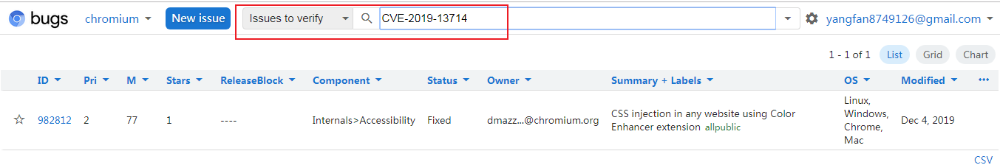 bugs chromium New issue Issues to verify CVE-2019-13714 yangfan8749126@gmail.com
1 - 1 of 1 List Grid Chart
ID Pri M Stars ReleaseBlock Component Status Owner Summary + Labels OS Modified ...
982812 2 77 1 ---- Internals>Accessibility Fixed dmazz...@chromium.org CSS injection in any website using Color Enhancer extension allpublic Linux, Windows, Chrome, Mac Dec 4, 2019
CSV